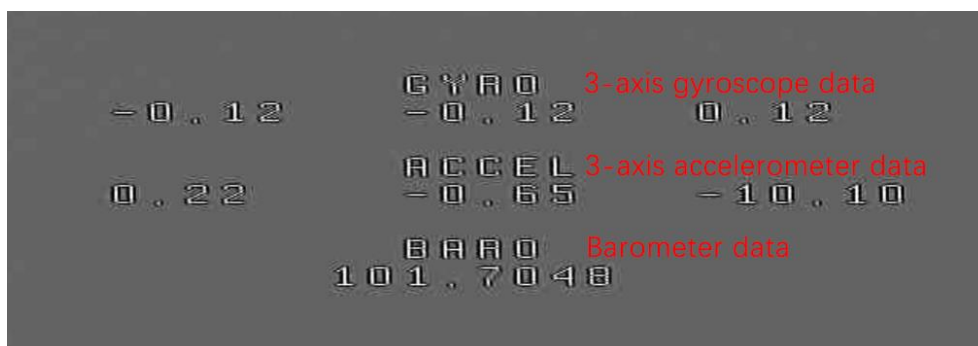 GYRO 3-axis gyroscope data
-0.12 -0.12 0.12
ACCEL 3-axis accelerometer data
0.22 -0.65 -10.10
BARO Barometer data
101.7048